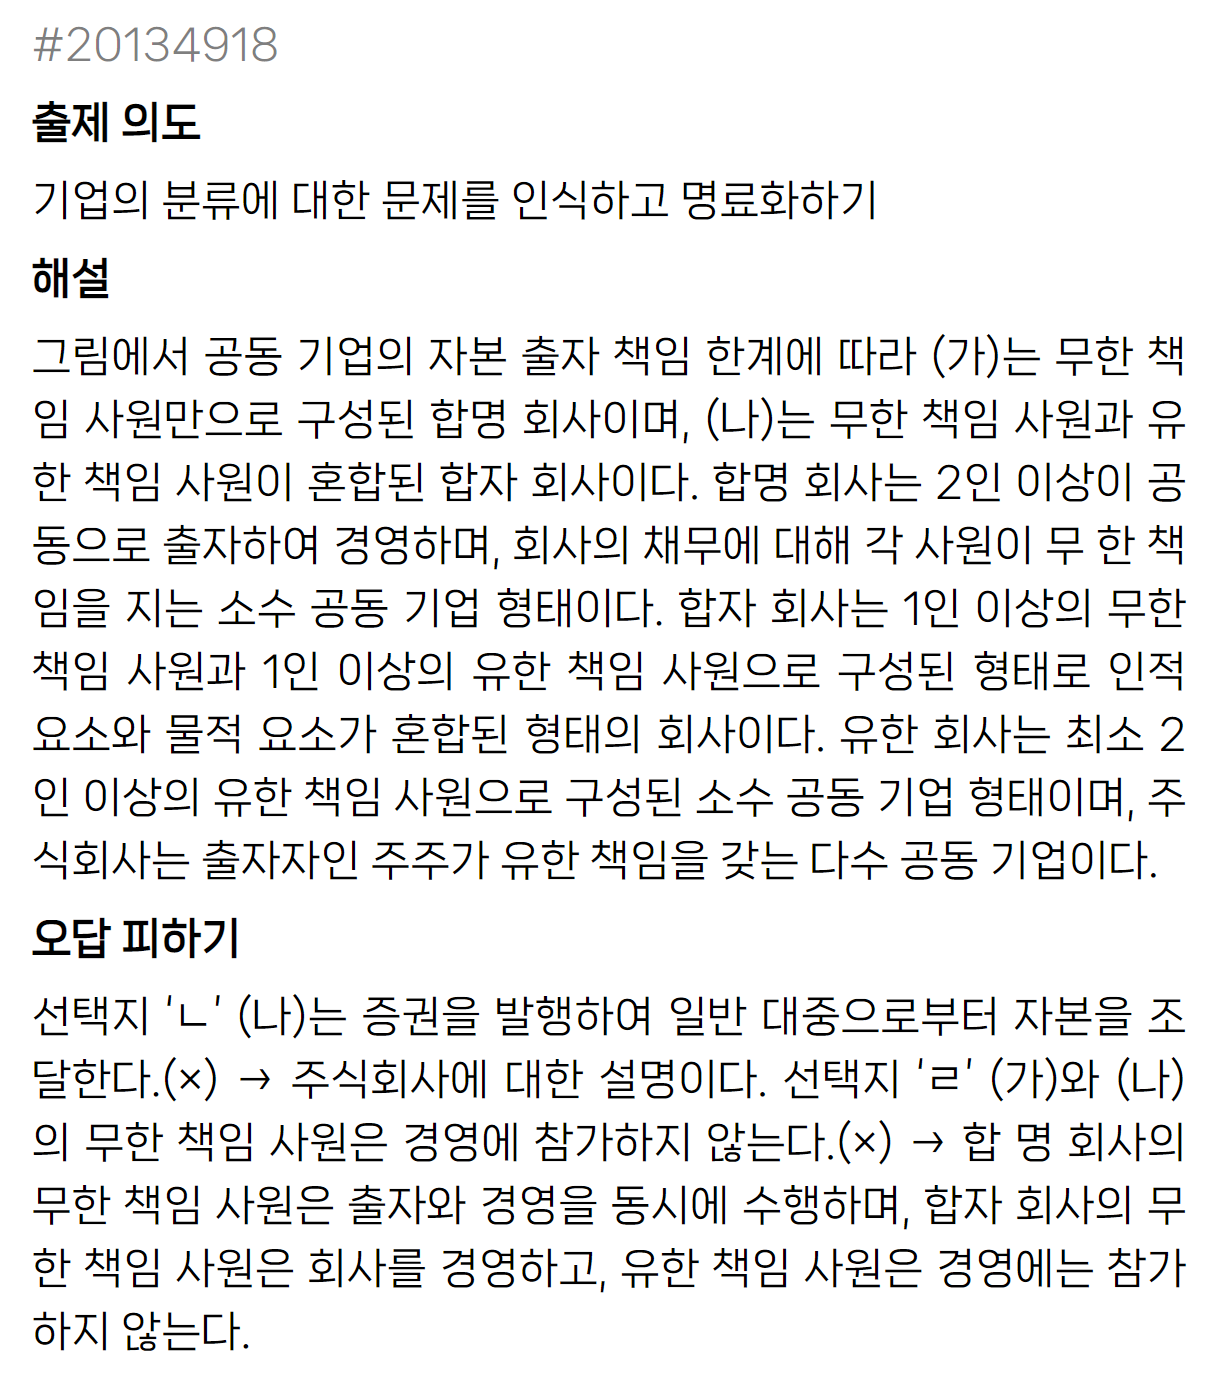 #20134918
출제 의도
기업의 분류에 대한 문제를 인식하고 명료화하기
해설
그림에서 공동 기업의 자본 출자 책임 한계에 따라 (가)는 무한 책
임 사원만으로 구성된 합명 회사이며, (나)는 무한 책임 사원과 유
한 책임 사원이 혼합된 합자 회사이다. 합명 회사는 2인 이상이 공
동으로 출자하여 경영하며, 회사의 채무에 대해 각 사원이 무 한 책
임을 지는 소수 공동 기업 형태이다. 합자 회사는 1인 이상의 무한
책임 사원과 1인 이상의 유한 책임 사원으로 구성된 형태로 인적
요소와 물적 요소가 혼합된 형태의 회사이다. 유한 회사는 최소 2
인 이상의 유한 책임 사원으로 구성된 소수 공동 기업 형태이며, 주
식회사는 출자자인 주주가 유한 책임을 갖는 다수 공동 기업이다.
오답 피하기
선택지 ‘ㄴ’ (나)는 증권을 발행하여 일반 대중으로부터 자본을 조
달한다.(×) → 주식회사에 대한 설명이다. 선택지 ‘ㄹ’ (가)와 (나)
의 무한 책임 사원은 경영에 참가하지 않는다.(×) → 합 명 회사의
무한 책임 사원은 출자와 경영을 동시에 수행하며, 합자 회사의 무
한 책임 사원은 회사를 경영하고, 유한 책임 사원은 경영에는 참가
하지 않는다.